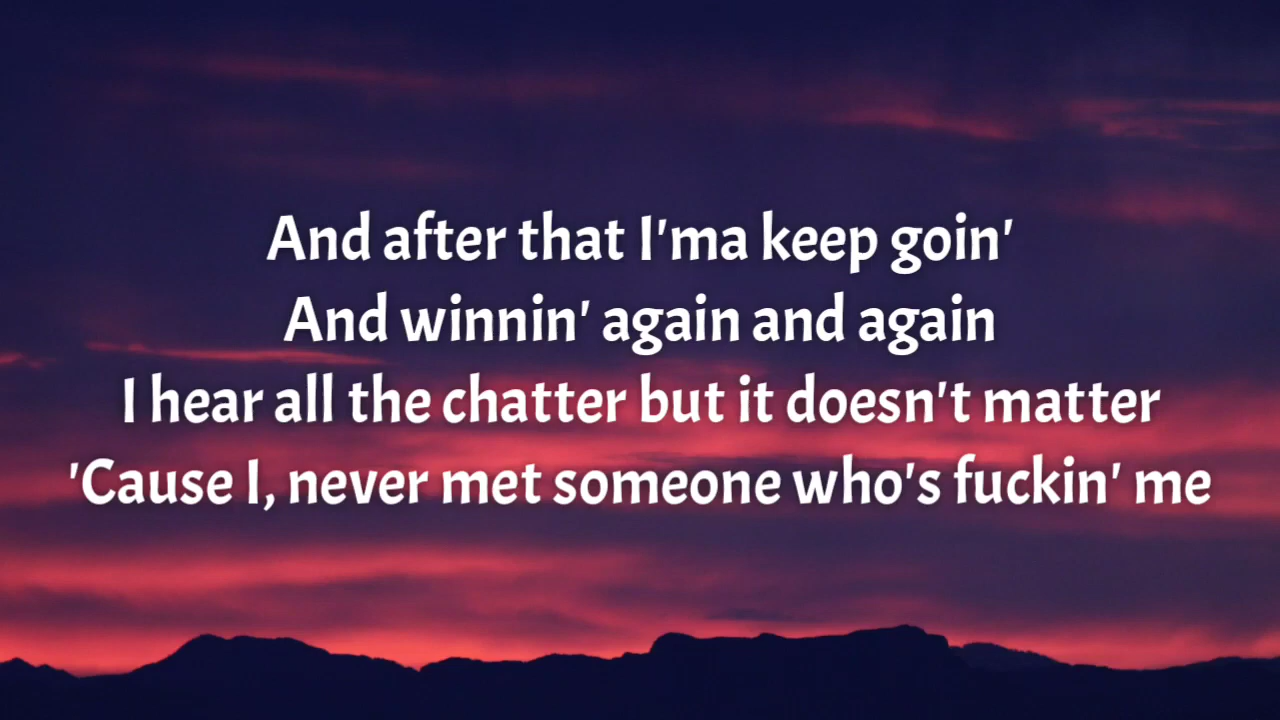 And after that I'ma keep goin'
And winnin' again and again
I hear all the chatter but it doesn't matter
'Cause I, never met someone who's fuckin' me